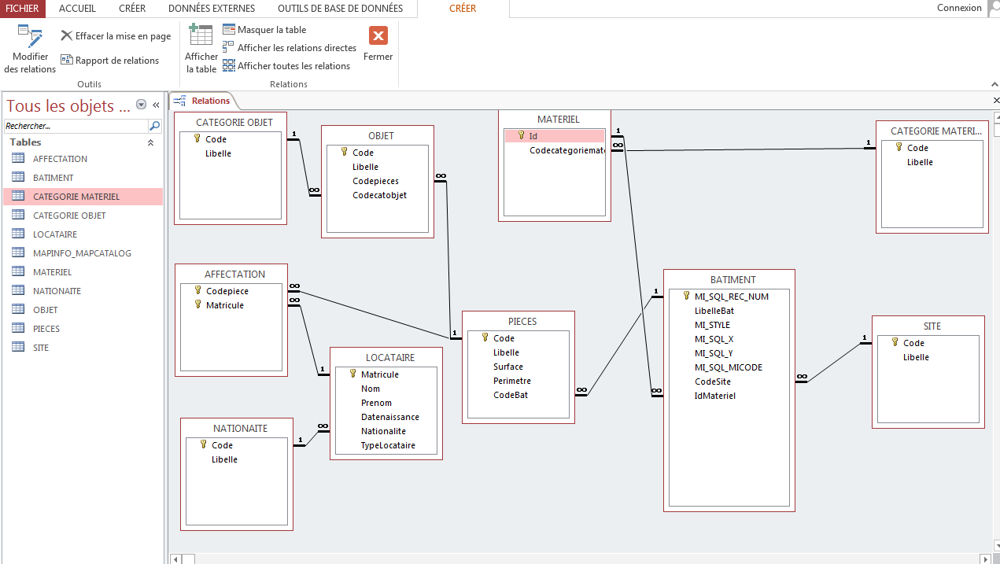 FICHIER ACCUEIL CRÉER DONNÉES EXTERNES OUTILS DE BASE DE DONNÉES CRÉER Connexion
Modifier des relations
Effacer la mise en page
Rapport de relations
Outils
Afficher la table
Masquer la table
Afficher les relations directes
Afficher toutes les relations
Fermer
Relations
Tous les objets ...
Rechercher...
Tables
AFFECTATION
BATIMENT
CATEGORIE MATERIEL
CATEGORIE OBJET
LOCATAIRE
MAPINFO_MAPCATALOG
MATERIEL
NATIONAITE
OBJET
PIECES
SITE
Relations
CATEGORIE OBJET
Code
Libelle
1
∞
OBJET
Code
Libelle
Codepieces
Codecatobjet
∞
MATERIEL
Id
Codecategoriemate
1
∞
1
CATEGORIE MATERI...
Code
Libelle
AFFECTATION
Codepiece
Matricule
∞
∞
1
LOCATAIRE
Matricule
Nom
Prenom
Datenaissance
Nationalite
TypeLocataire
NATIONAITE
Code
Libelle
1
∞
1
PIECES
Code
Libelle
Surface
Perimetre
CodeBat
∞
1
∞
BATIMENT
MI_SQL_REC_NUM
LibelleBat
MI_STYLE
MI_SQL_X
MI_SQL_Y
MI_SQL_MICODE
CodeSite
IdMateriel
∞
1
SITE
Code
Libelle